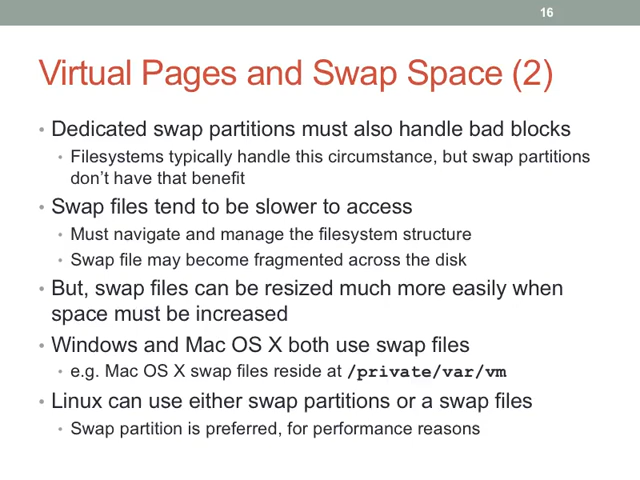 16
Virtual Pages and Swap Space (2)
• Dedicated swap partitions must also handle bad blocks
• Filesystems typically handle this circumstance, but swap partitions
don’t have that benefit
• Swap files tend to be slower to access
• Must navigate and manage the filesystem structure
• Swap file may become fragmented across the disk
• But, swap files can be resized much more easily when
space must be increased
• Windows and Mac OS X both use swap files
• e.g. Mac OS X swap files reside at /private/var/vm
• Linux can use either swap partitions or a swap files
• Swap partition is preferred, for performance reasons